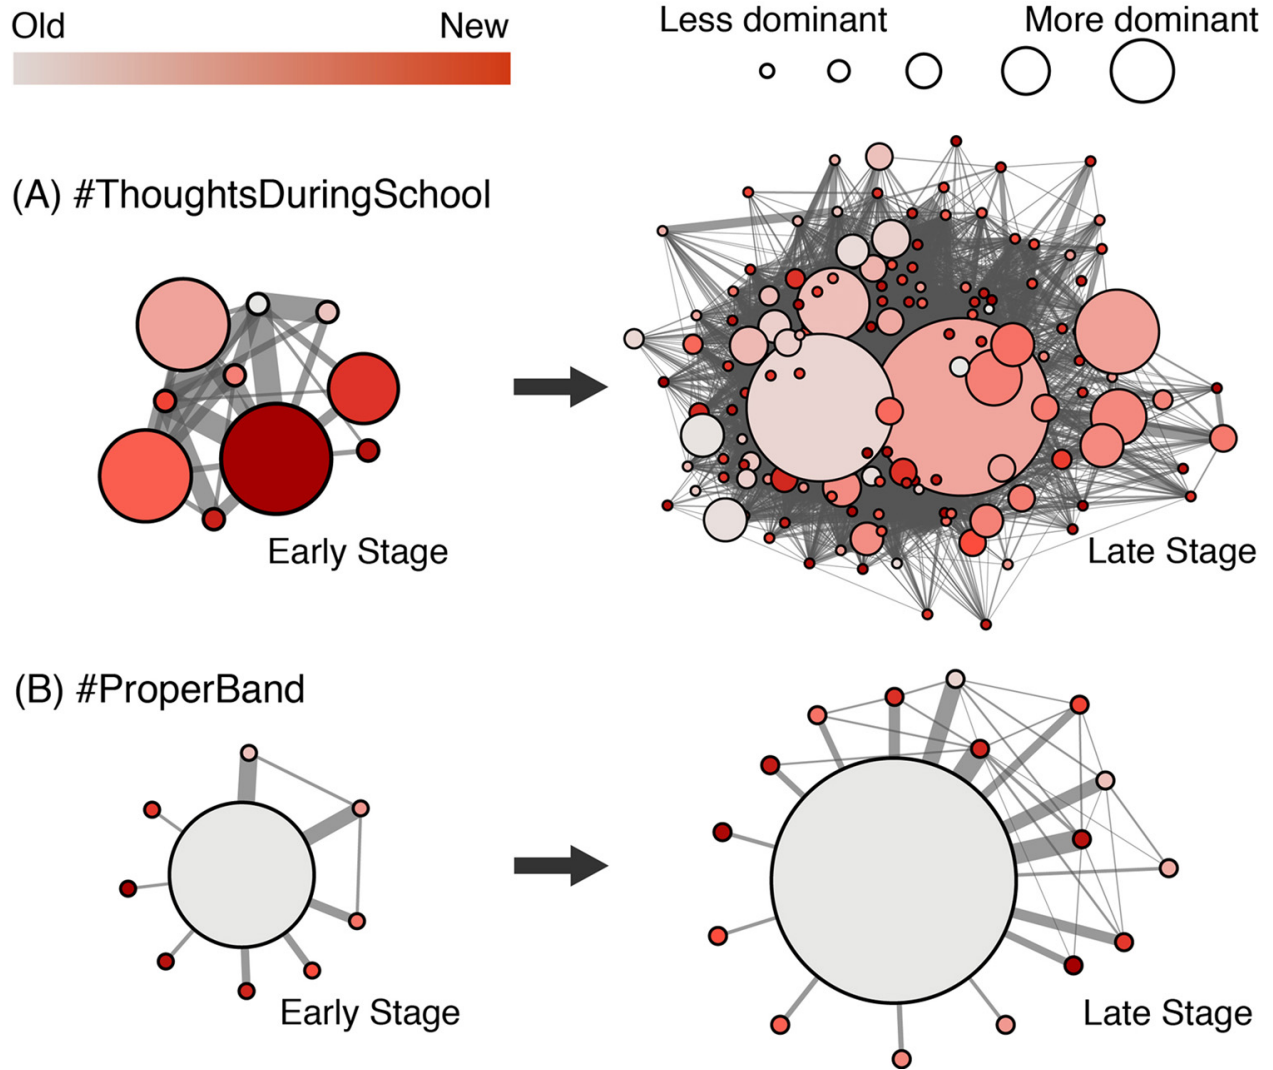 Old New Less dominant More dominant
(A) #ThoughtsDuringSchool
Early Stage Late Stage
(B) #ProperBand
Early Stage Late Stage